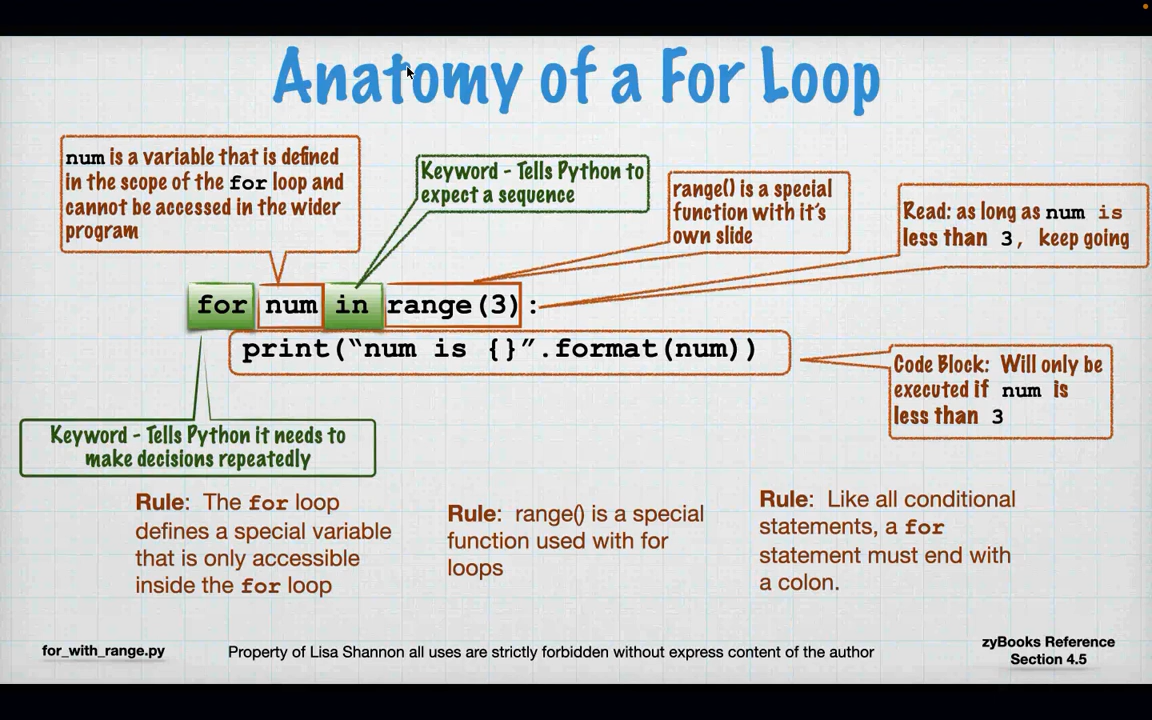 Anatomy of a For Loop
num is a variable that is defined
in the scope of the for loop and
cannot be accessed in the wider
program
Keyword - Tells Python to
expect a sequence
range() is a special
function with it's
own slide
Read: as long as num is
less than 3, keep going
for num in range(3):
print(“num is {}”.format(num))
Code Block: Will only be
executed if num is
less than 3
Keyword - Tells Python it needs to
make decisions repeatedly
Rule: The for loop
defines a special variable
that is only accessible
inside the for loop
Rule: range() is a special
function used with for
loops
Rule: Like all conditional
statements, a for
statement must end with
a colon.
for_with_range.py
Property of Lisa Shannon all uses are strictly forbidden without express content of the author
zyBooks Reference
Section 4.5